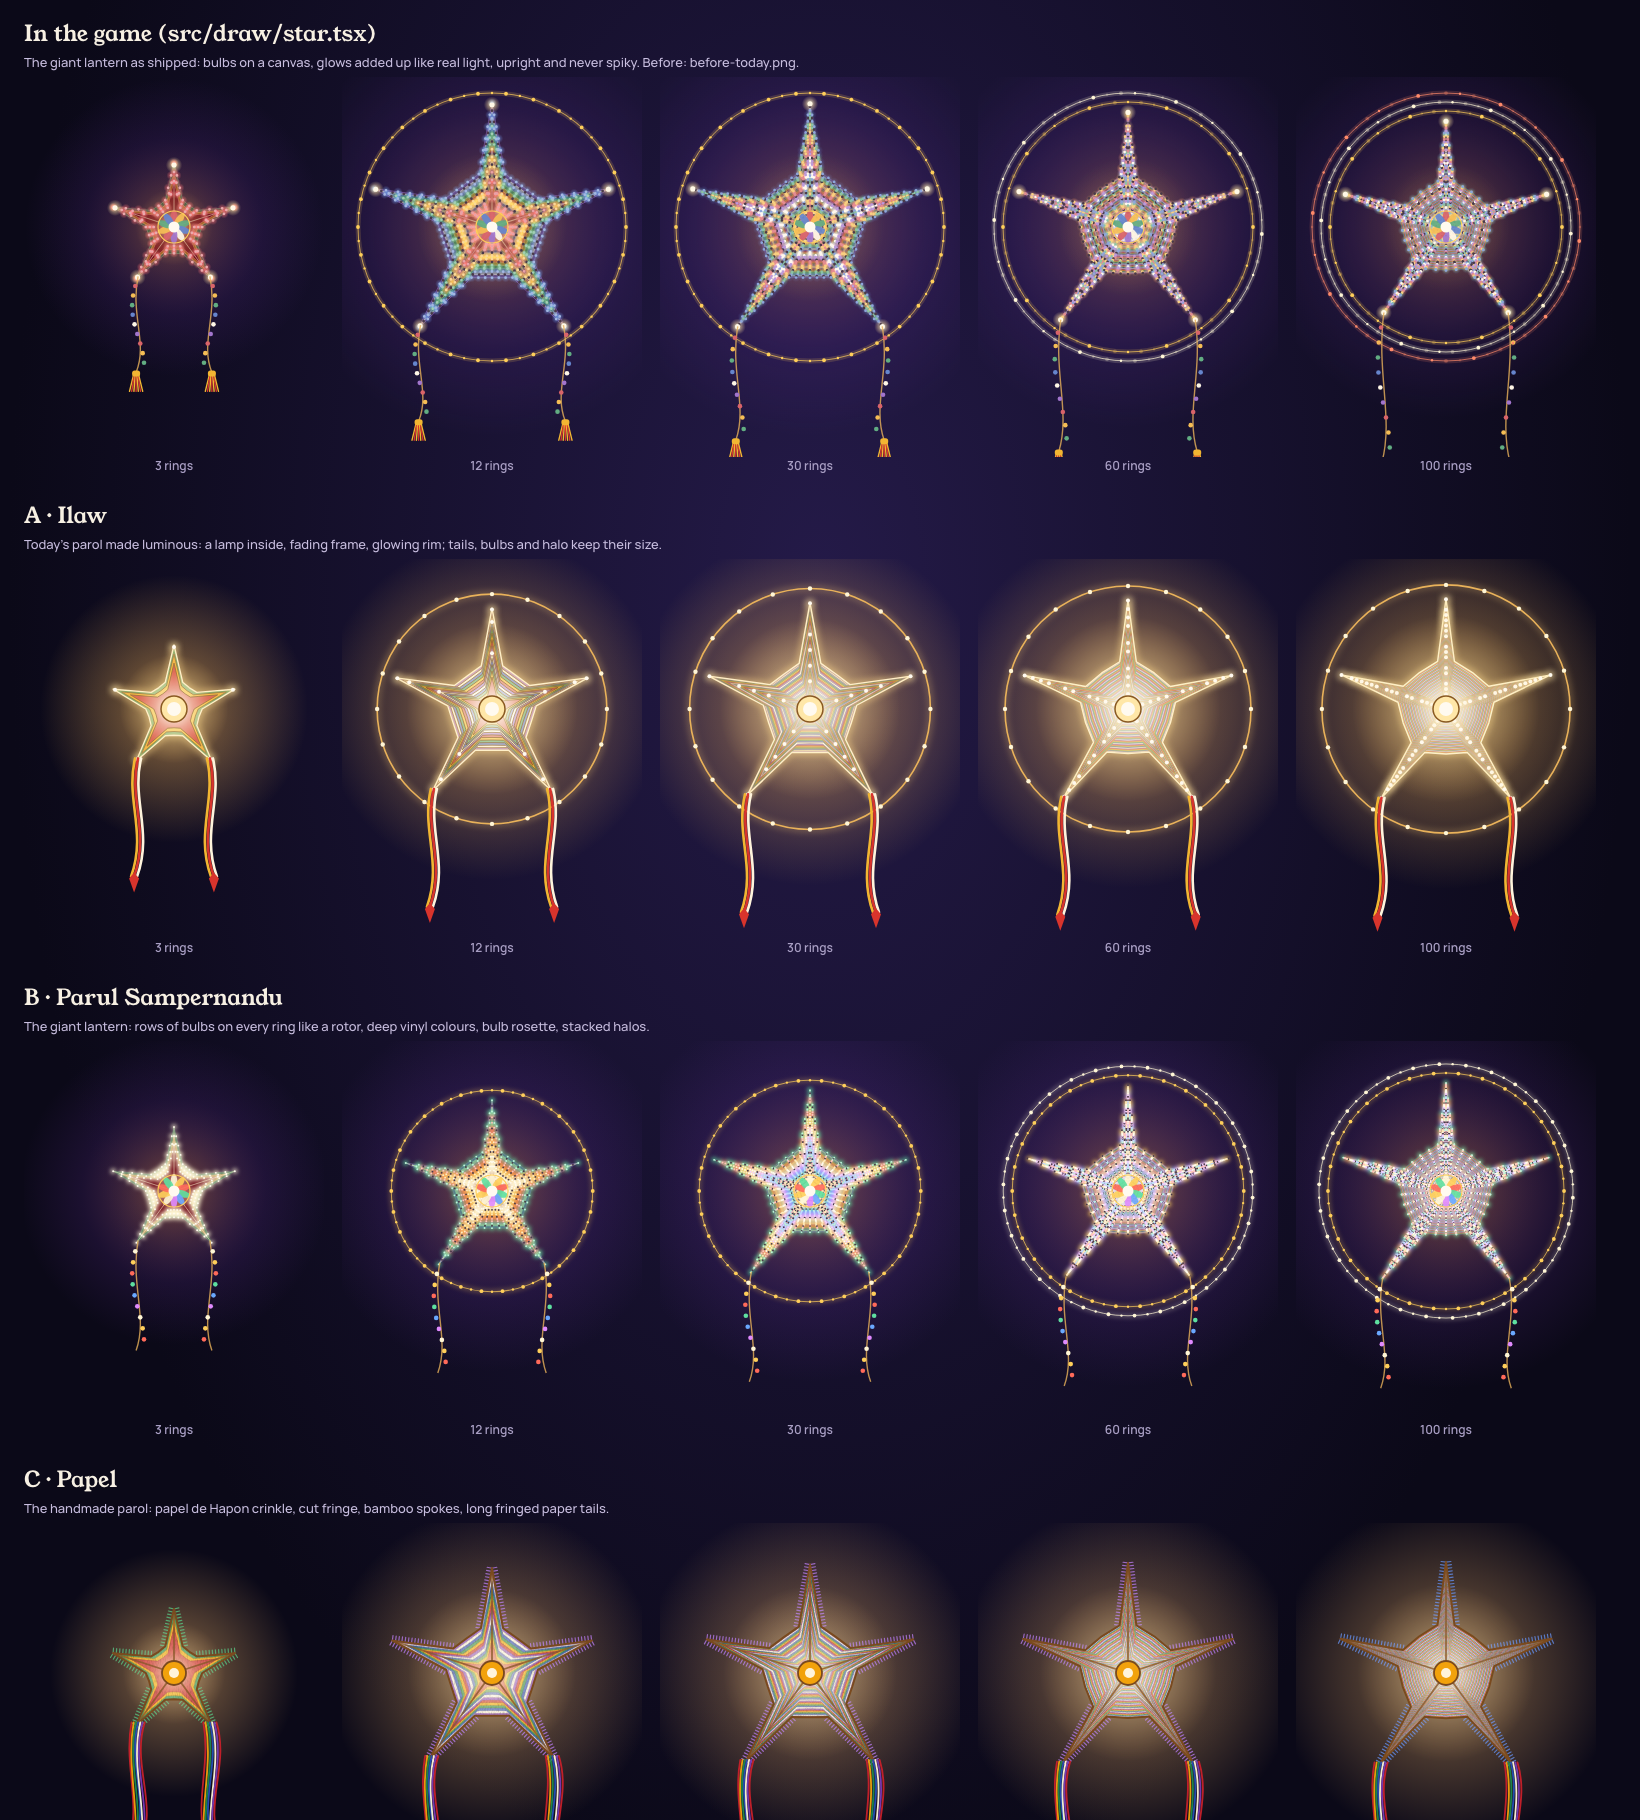 In the game (src/draw/star.tsx)
The giant lantern as shipped: bulbs on a canvas, glows added up like real light, upright and never spiky. Before: before-today.png.
3 rings
12 rings
30 rings
60 rings
100 rings
A · Ilaw
Today's parol made luminous: a lamp inside, fading frame, glowing rim; tails, bulbs and halo keep their size.
3 rings
12 rings
30 rings
60 rings
100 rings
B · Parul Sampernandu
The giant lantern: rows of bulbs on every ring like a rotor, deep vinyl colours, bulb rosette, stacked halos.
3 rings
12 rings
30 rings
60 rings
100 rings
C · Papel
The handmade parol: papel de Hapon crinkle, cut fringe, bamboo spokes, long fringed paper tails.